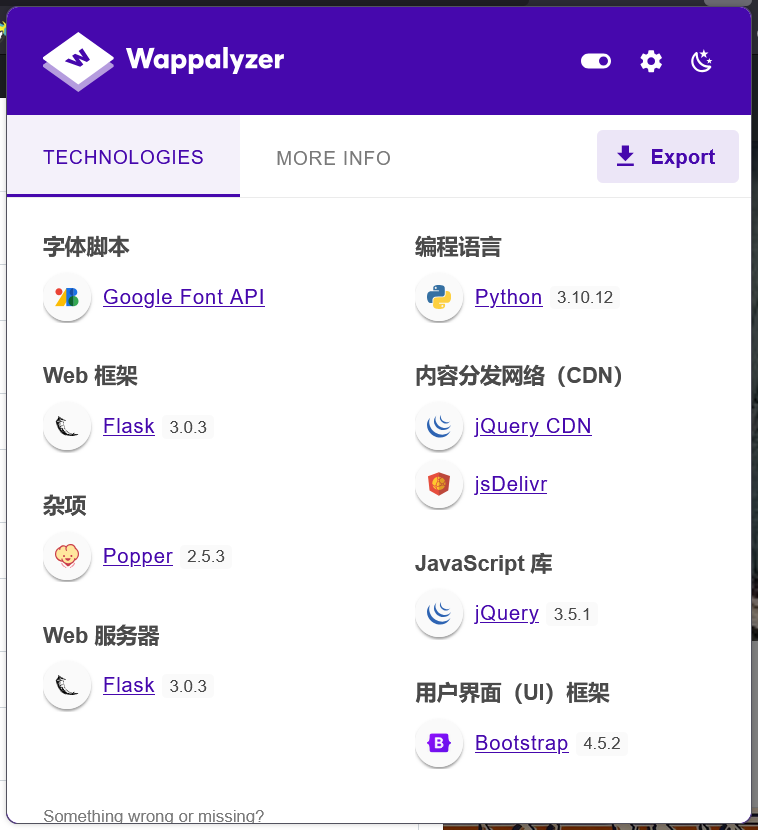 Wappalyzer
TECHNOLOGIES
MORE INFO
Export
字体脚本
Google Font API
Web 框架
Flask 3.0.3
杂项
Popper 2.5.3
Web 服务器
Flask 3.0.3
编程语言
Python 3.10.12
内容分发网络（CDN）
jQuery CDN
jsDelivr
JavaScript 库
jQuery 3.5.1
用户界面（UI）框架
Bootstrap 4.5.2
Something wrong or missing?